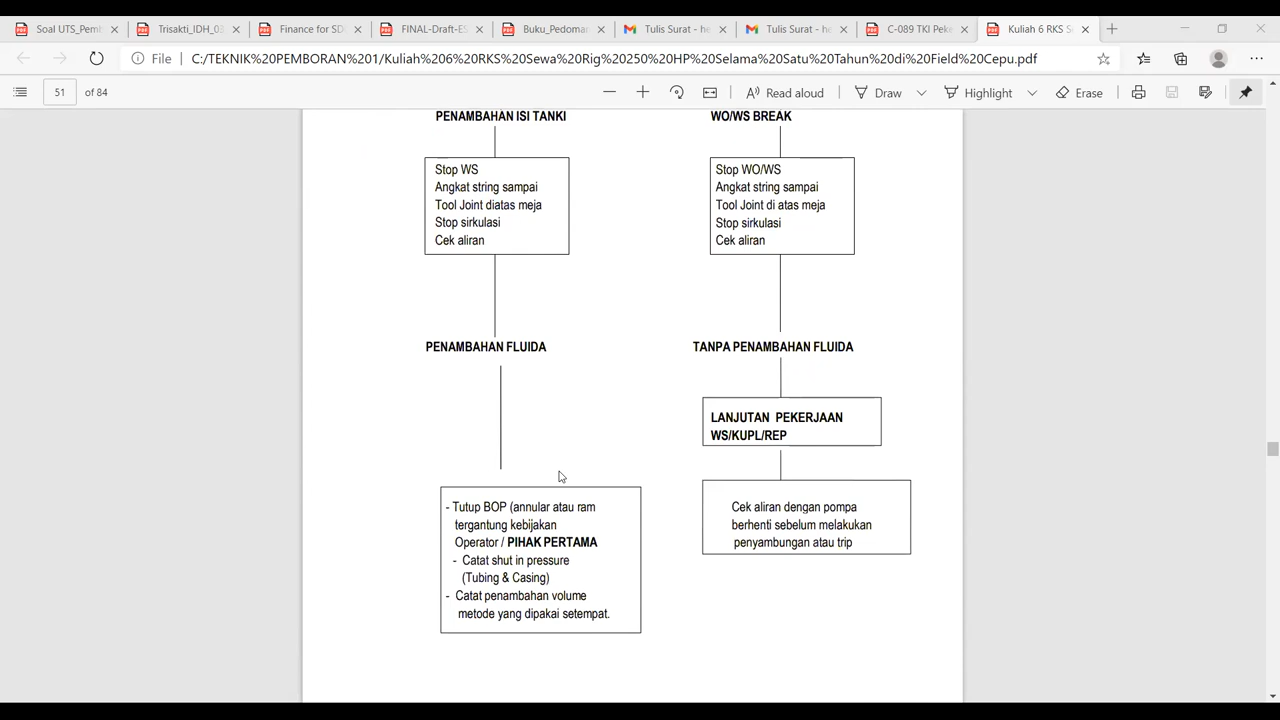 Soal UTS_Pemb
Trisakti_IDH_03
Finance for SD
FINAL-Draft-ES
Buku_Pedoman
Tulis Surat - he
Tulis Surat - he
C-089 TKI Peke
Kuliah 6 RKS S
File
C:/TEKNIK%20PEMBORAN%201/Kuliah%206%20RKS%20Sewa%20Rig%20250%20HP%20Selama%20Satu%20Tahun%20di%20Field%20Cepu.pdf
51 of 84
Read aloud
Draw
Highlight
Erase
PENAMBAHAN ISI TANKI
Stop WS
Angkat string sampai
Tool Joint diatas meja
Stop sirkulasi
Cek aliran
PENAMBAHAN FLUIDA
- Tutup BOP (annular atau ram
tergantung kebijakan
Operator / PIHAK PERTAMA
- Catat shut in pressure
(Tubing & Casing)
- Catat penambahan volume
metode yang dipakai setempat.
WO/WS BREAK
Stop WO/WS
Angkat string sampai
Tool Joint di atas meja
Stop sirkulasi
Cek aliran
TANPA PENAMBAHAN FLUIDA
LANJUTAN PEKERJAAN
WS/KUPL/REP
Cek aliran dengan pompa
berhenti sebelum melakukan
penyambungan atau trip